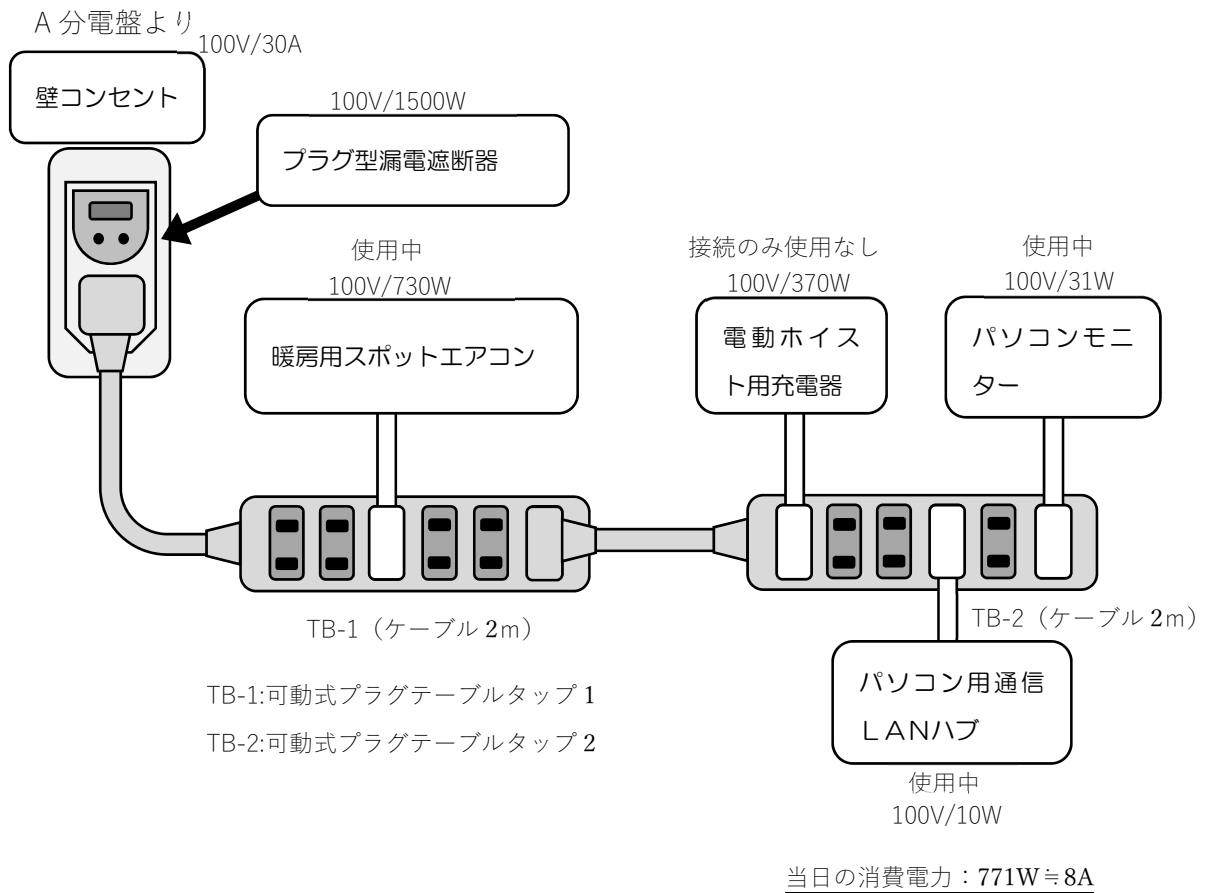 A 分電盤より
100V/30A
壁コンセント
100V/1500W
プラグ型漏電遮断器
使用中
100V/730W
暖房用スポットエアコン
接続のみ使用なし
100V/370W
電動ホイス
ト用充電器
使用中
100V/31W
パソコンモニ
ター
TB-1（ケーブル 2m）
TB-2（ケーブル 2m）
TB-1:可動式プラグテーブルタップ 1
TB-2:可動式プラグテーブルタップ 2
パソコン用通信
ＬＡＮハブ
使用中
100V/10W
当日の消費電力：771W≒8A